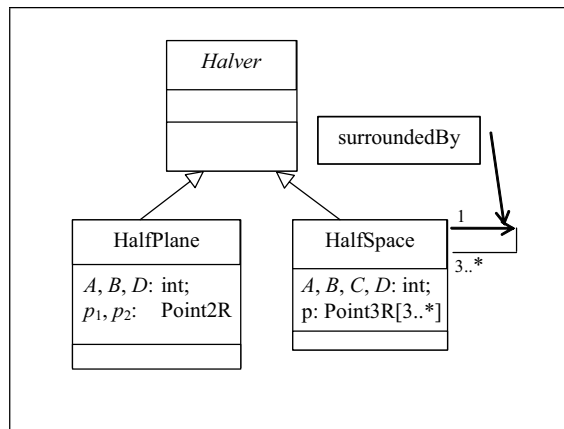 Halver
surroundedBy
1
HalfPlane
HalfSpace
3..*
A, B, D: int;
p₁, p₂: Point2R
A, B, C, D: int;
p: Point3R[3..*]